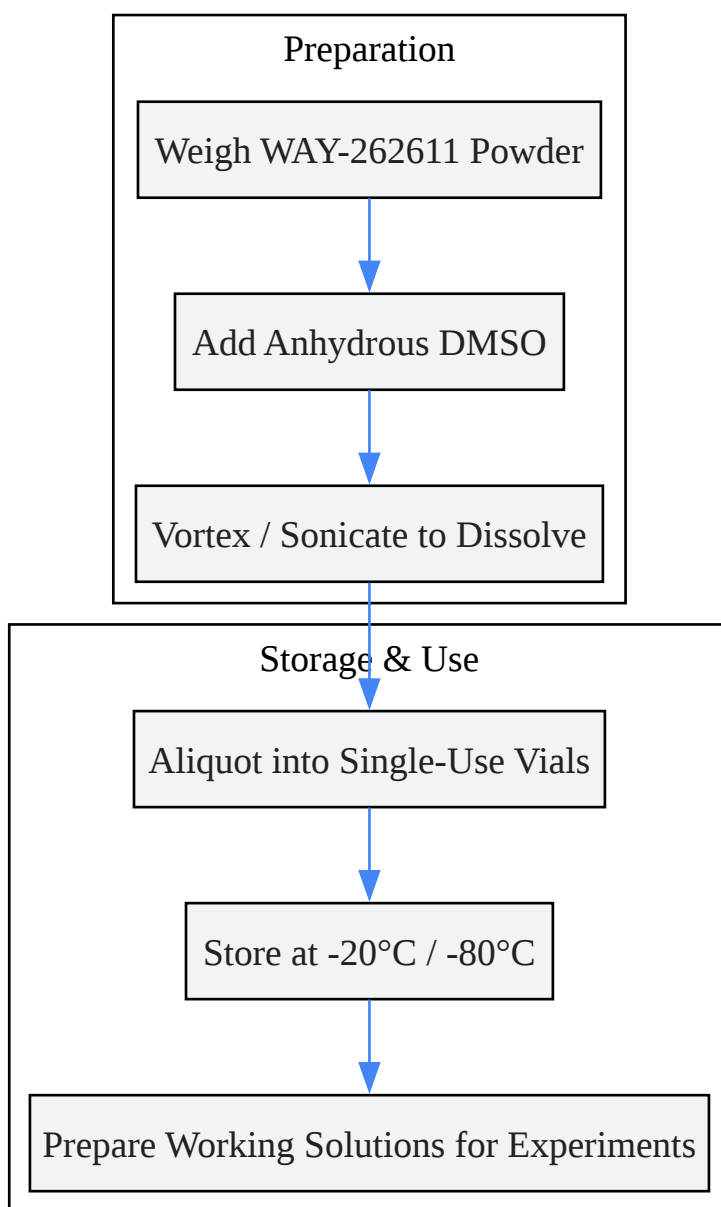 Preparation
Weigh WAY-262611 Powder
Add Anhydrous DMSO
Vortex / Sonicate to Dissolve
Storage & Use
Aliquot into Single-Use Vials
Store at -20°C / -80°C
Prepare Working Solutions for Experiments